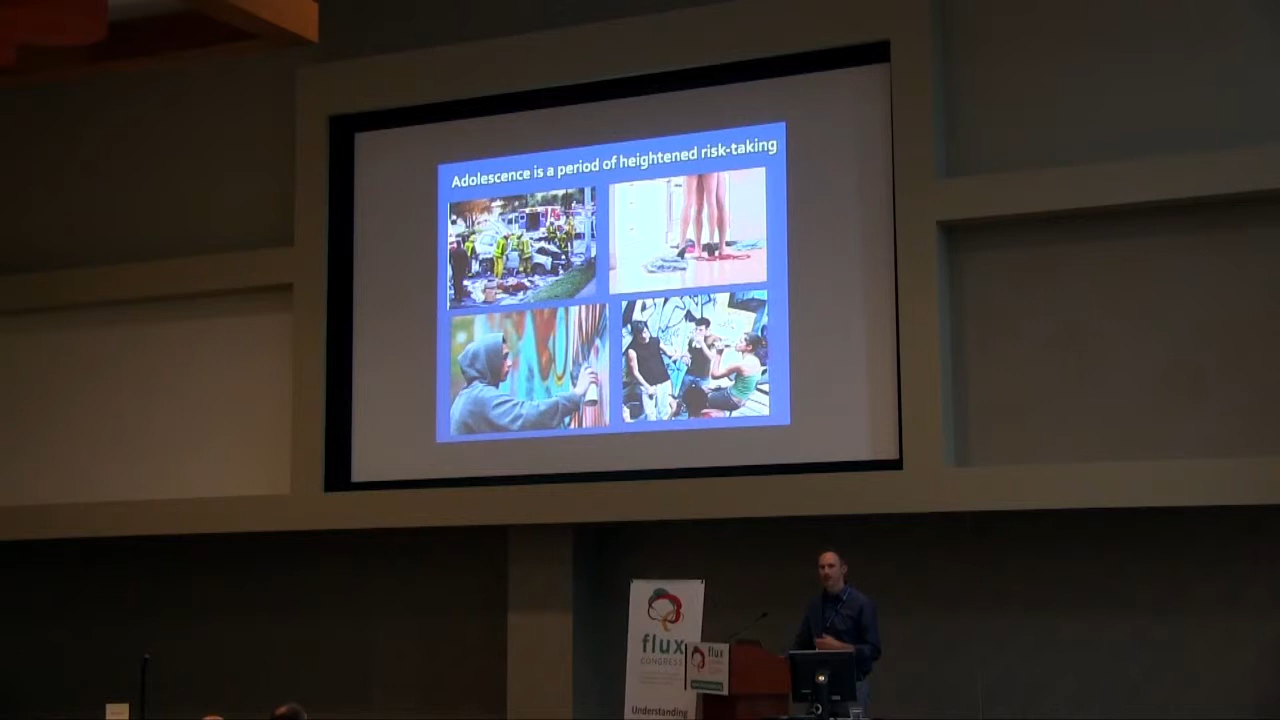 Adolescence is a period of heightened risk-taking
flux
CONGRESS
flux
Understanding